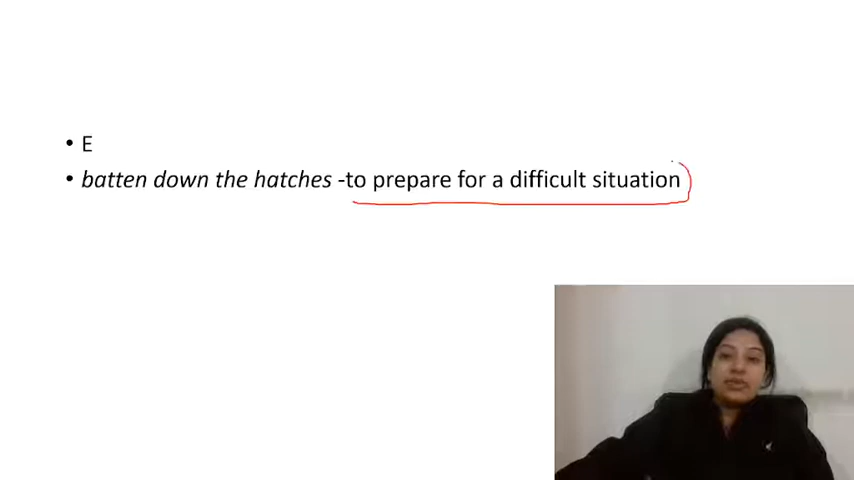 • E
• batten down the hatches -to prepare for a difficult situation